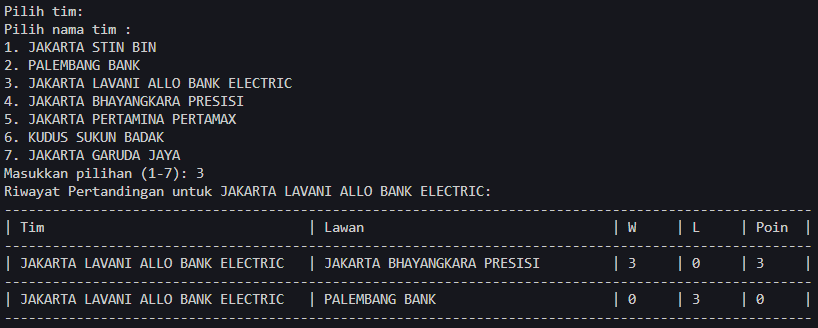 Pilih tim:
Pilih nama tim :
1. JAKARTA STIN BIN
2. PALEMBANG BANK
3. JAKARTA LAVANI ALLO BANK ELECTRIC
4. JAKARTA BHAYANGKARA PRESISI
5. JAKARTA PERTAMINA PERTAMAX
6. KUDUS SUKUN BADAK
7. JAKARTA GARUDA JAYA
Masukkan pilihan (1-7): 3
Riwayat Pertandingan untuk JAKARTA LAVANI ALLO BANK ELECTRIC:
-----------------------------------------------------------------------------------------------------
| Tim                                 | Lawan                               | W     | L     | Poin  |
-----------------------------------------------------------------------------------------------------
| JAKARTA LAVANI ALLO BANK ELECTRIC   | JAKARTA BHAYANGKARA PRESISI         | 3     | 0     | 3     |
-----------------------------------------------------------------------------------------------------
| JAKARTA LAVANI ALLO BANK ELECTRIC   | PALEMBANG BANK                      | 0     | 3     | 0     |
-----------------------------------------------------------------------------------------------------